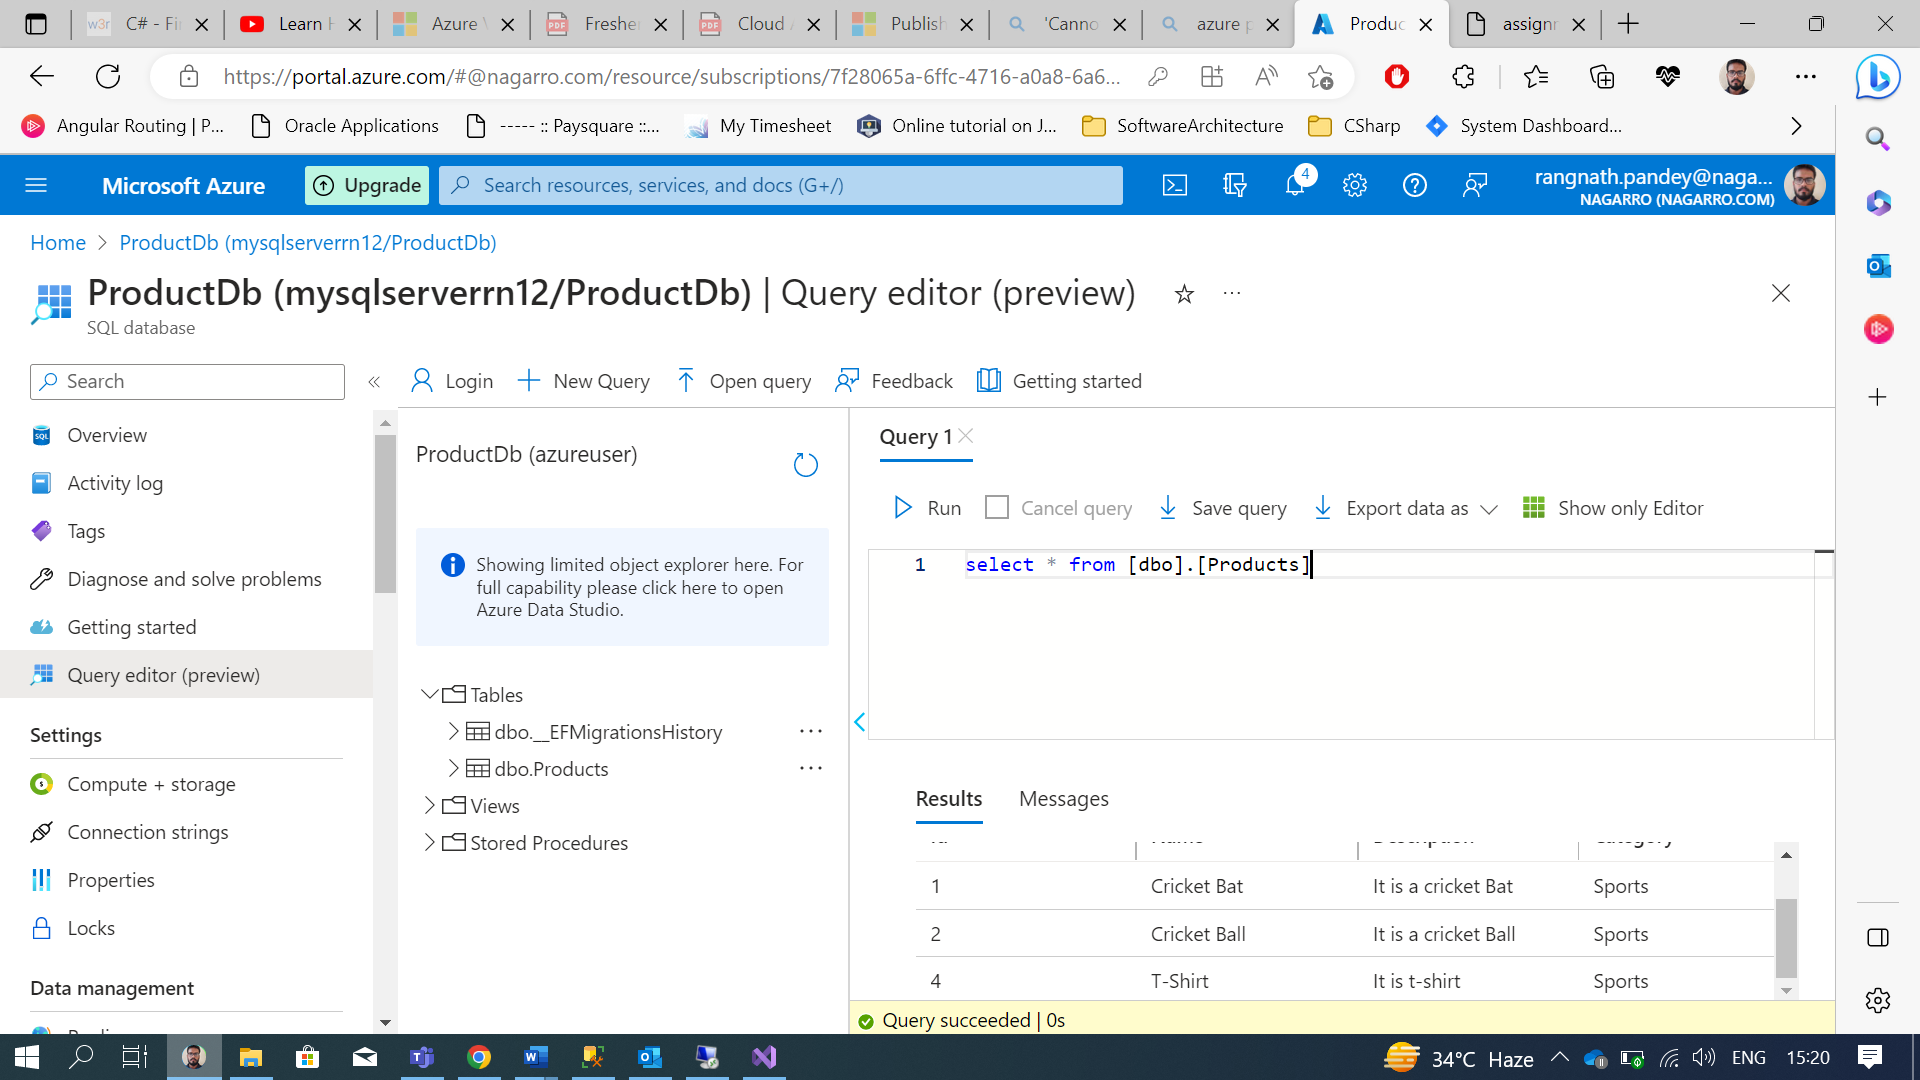 C# - Fi
Learn H
Azure V
Freshe
Cloud A
Publish
'Canno
azure p
Produc
assignm
https://portal.azure.com/#@nagarro.com/resource/subscriptions/7f28065a-6ffc-4716-a0a8-6a6...
Angular Routing | P...
Oracle Applications
----- :: Paysquare ::...
My Timesheet
Online tutorial on J...
SoftwareArchitecture
CSharp
System Dashboard...
Microsoft Azure
Upgrade
Search resources, services, and docs (G+/)
4
rangnath.pandey@naga...
NAGARRO (NAGARRO.COM)
Home > ProductDb (mysqlserverrn12/ProductDb)
ProductDb (mysqlserverrn12/ProductDb) | Query editor (preview)
SQL database
Search
Login
New Query
Open query
Feedback
Getting started
Overview
Activity log
Tags
Diagnose and solve problems
Getting started
Query editor (preview)
Settings
Compute + storage
Connection strings
Properties
Locks
Data management
ProductDb (azureuser)
Showing limited object explorer here. For
full capability please click here to open
Azure Data Studio.
Tables
dbo.__EFMigrationsHistory
dbo.Products
Views
Stored Procedures
Query 1
Run
Cancel query
Save query
Export data as
Show only Editor
1 select * from [dbo].[Products]
Results
Messages
Name Description Category
1 Cricket Bat It is a cricket Bat Sports
2 Cricket Ball It is a cricket Ball Sports
4 T-Shirt It is t-shirt Sports
Query succeeded | 0s
34°C Haze
ENG
15:20